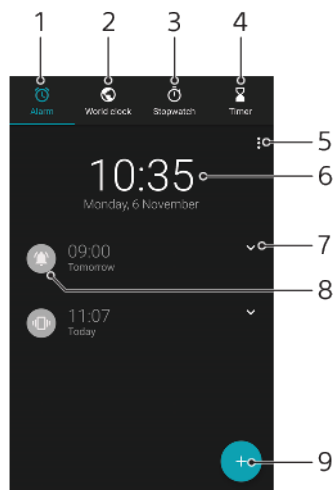 1 2 3 4
Alarm World clock Stopwatch Timer
5
10:35 6
Monday, 6 November
09:00 7
Tomorrow
8
11:07
Today
+ 9